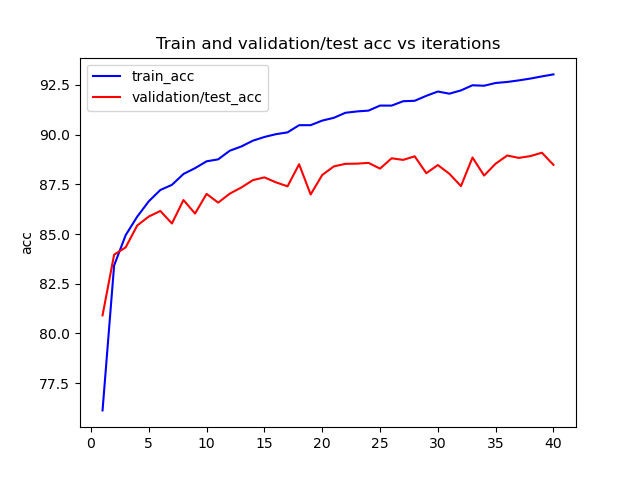 Train and validation/test acc vs iterations
train_acc
validation/test_acc
acc
92.5
90.0
87.5
85.0
82.5
80.0
77.5
0 5 10 15 20 25 30 35 40